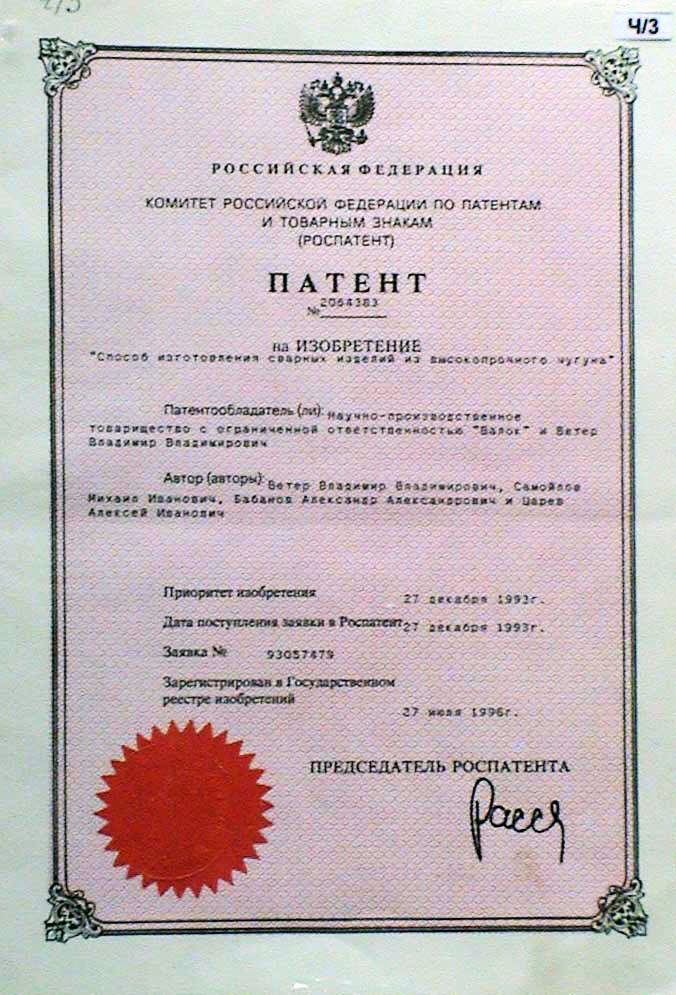 Ч/3
Ч/3
РОССИЙСКАЯ ФЕДЕРАЦИЯ
КОМИТЕТ РОССИЙСКОЙ ФЕДЕРАЦИИ ПО ПАТЕНТАМ
И ТОВАРНЫМ ЗНАКАМ
(РОСПАТЕНТ)
ПАТЕНТ
№ 2064383
на ИЗОБРЕТЕНИЕ
"Способ изготовления сварных изделий из высокопрочного чугуна"
Патентообладатель (ли): Научно-производственное
товарищество с ограниченной ответственностью "Валок" и Ветер
Владимир Владимирович
Автор (авторы): Ветер Владимир Владимирович, Самойлов
Михаил Иванович, Бабанов Александр Александрович и Царев
Алексей Иванович
Приоритет изобретения 27 декабря 1993г.
Дата поступления заявки в Роспатент 27 декабря 1993г.
Заявка № 93057479
Зарегистрирован в Государственном
реестре изобретений
27 июля 1996г.
ПРЕДСЕДАТЕЛЬ РОСПАТЕНТА